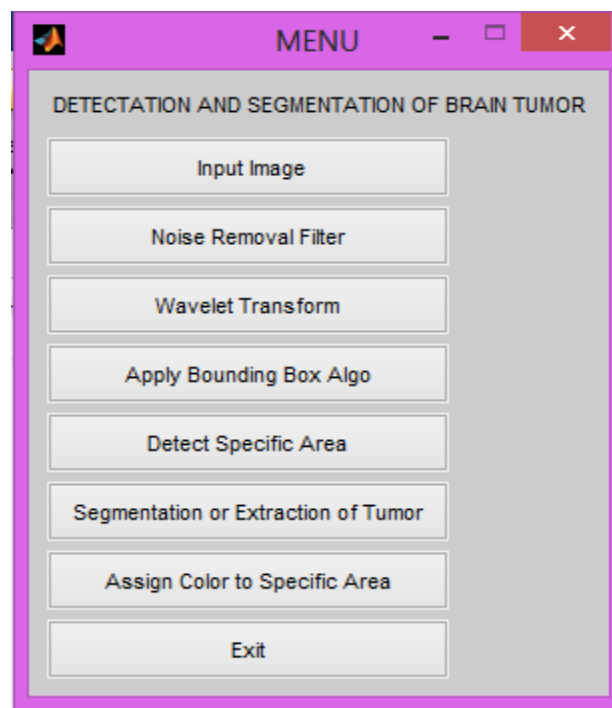 MENU
DETECTATION AND SEGMENTATION OF BRAIN TUMOR
Input Image
Noise Removal Filter
Wavelet Transform
Apply Bounding Box Algo
Detect Specific Area
Segmentation or Extraction of Tumor
Assign Color to Specific Area
Exit